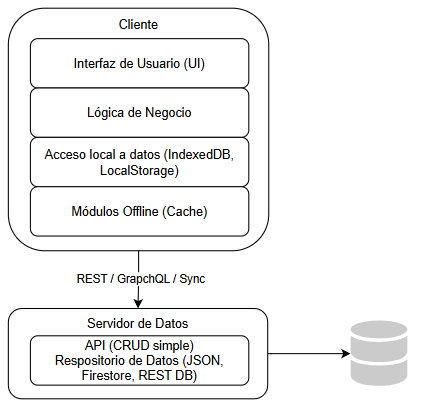 Cliente
Interfaz de Usuario (UI)
Lógica de Negocio
Acceso local a datos (IndexedDB,
LocalStorage)
Módulos Offline (Cache)
REST / GrapchQL / Sync
Servidor de Datos
API (CRUD simple)
Respositorio de Datos (JSON,
Firestore, REST DB)